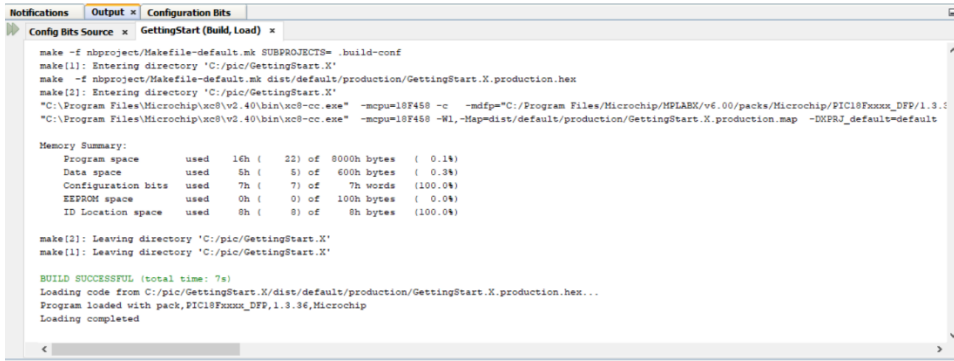 Notifications Output × Configuration Bits
Config Bits Source × GettingStart (Build, Load) ×
make -f nbproject/Makefile-default.mk SUBPROJECTS= .build-conf
make[1]: Entering directory 'C:/pic/GettingStart.X'
make  -f nbproject/Makefile-default.mk dist/default/production/GettingStart.X.production.hex
make[2]: Entering directory 'C:/pic/GettingStart.X'
"C:\Program Files\Microchip\xc8\v2.40\bin\xc8-cc.exe"  -mcpu=18F458 -c   -mdfp="C:/Program Files/Microchip/MPLABX/v6.00/packs/Microchip/PIC18Fxxxx_DFP/1.3.3
"C:\Program Files\Microchip\xc8\v2.40\bin\xc8-cc.exe"  -mcpu=18F458 -Wl,-Map=dist/default/production/GettingStart.X.production.map  -DXPRJ_default=default
Memory Summary:
Program space        used    16h (    22) of  8000h bytes   (  0.1%)
Data space           used     5h (     5) of   600h bytes   (  0.3%)
Configuration bits   used     7h (     7) of     7h words   (100.0%)
EEPROM space         used     0h (     0) of   100h bytes   (  0.0%)
ID Location space    used     8h (     8) of     8h bytes   (100.0%)
make[2]: Leaving directory 'C:/pic/GettingStart.X'
make[1]: Leaving directory 'C:/pic/GettingStart.X'
BUILD SUCCESSFUL (total time: 7s)
Loading code from C:/pic/GettingStart.X/dist/default/production/GettingStart.X.production.hex...
Program loaded with pack,PIC18Fxxxx_DFP,1.3.36,Microchip
Loading completed